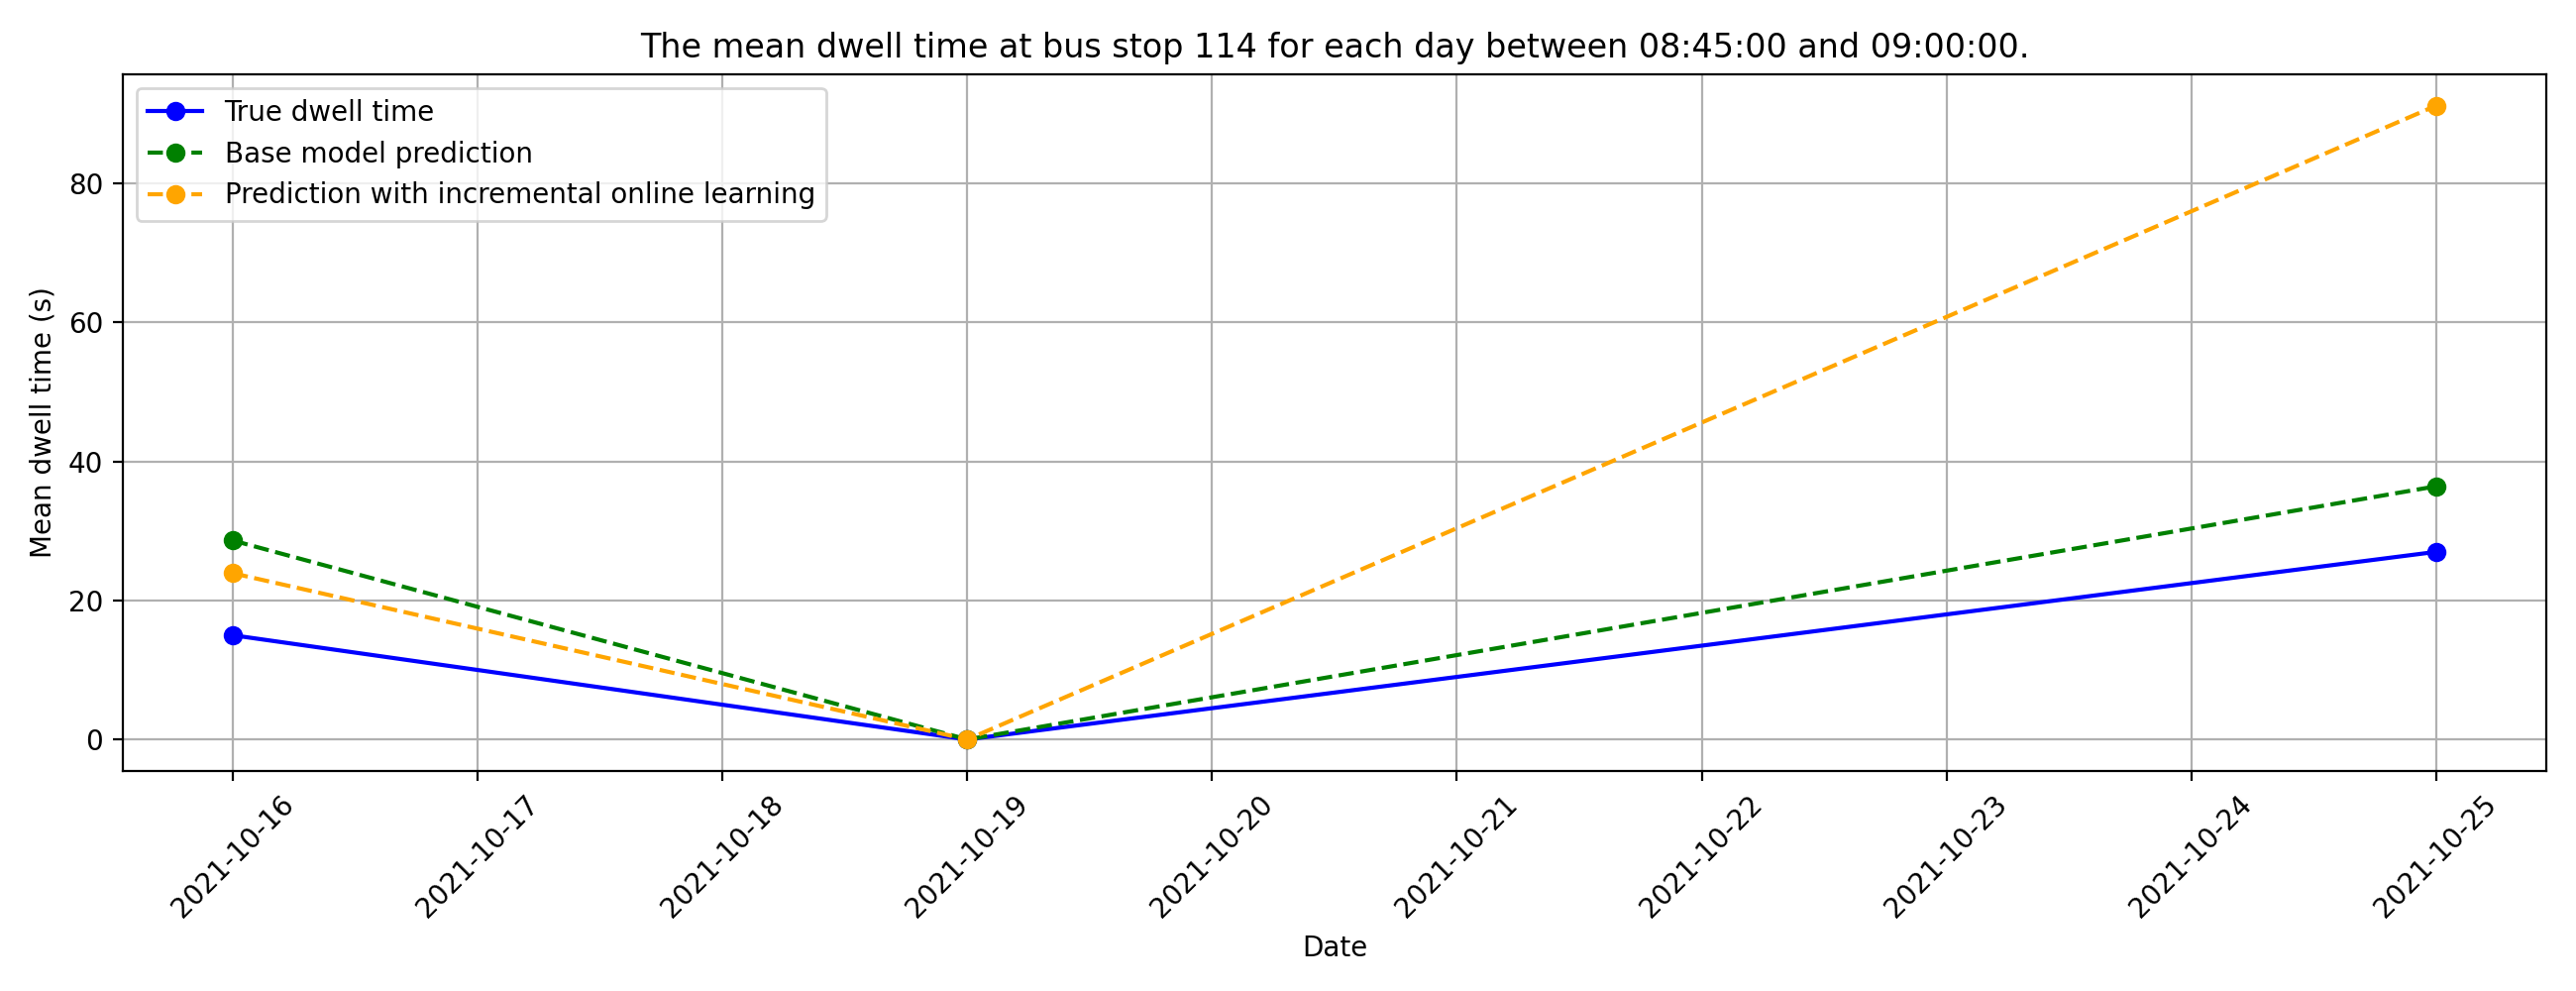 The mean dwell time at bus stop 114 for each day between 08:45:00 and 09:00:00.
True dwell time
Base model prediction
Prediction with incremental online learning
Mean dwell time (s)
80
60
40
20
0
2021-10-16
2021-10-17
2021-10-18
2021-10-19
2021-10-20
2021-10-21
2021-10-22
2021-10-23
2021-10-24
2021-10-25
Date